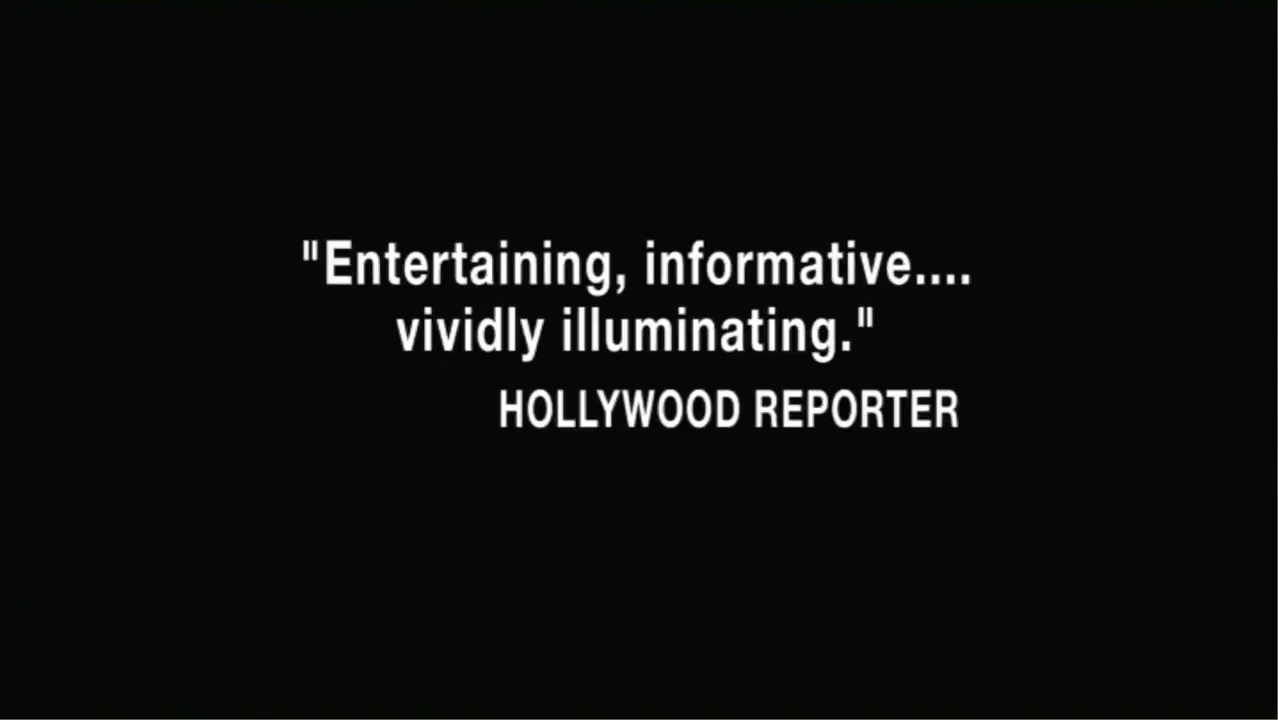 "Entertaining, informative....
vividly illuminating."
HOLLYWOOD REPORTER